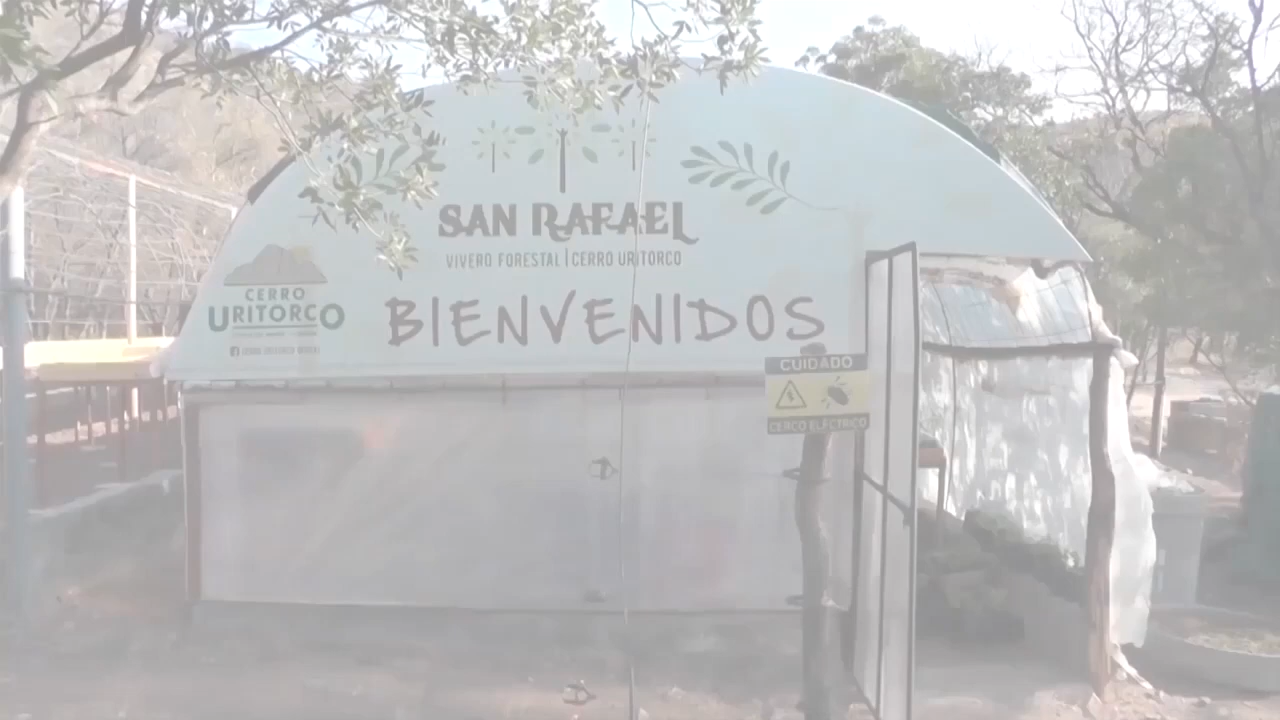 SAN RAFAEL
VIVERO FORESTAL | CERRO URITORCO
CERRO
URITORCO
BIENVENIDOS
CUIDADO
CERCO ELÉCTRICO